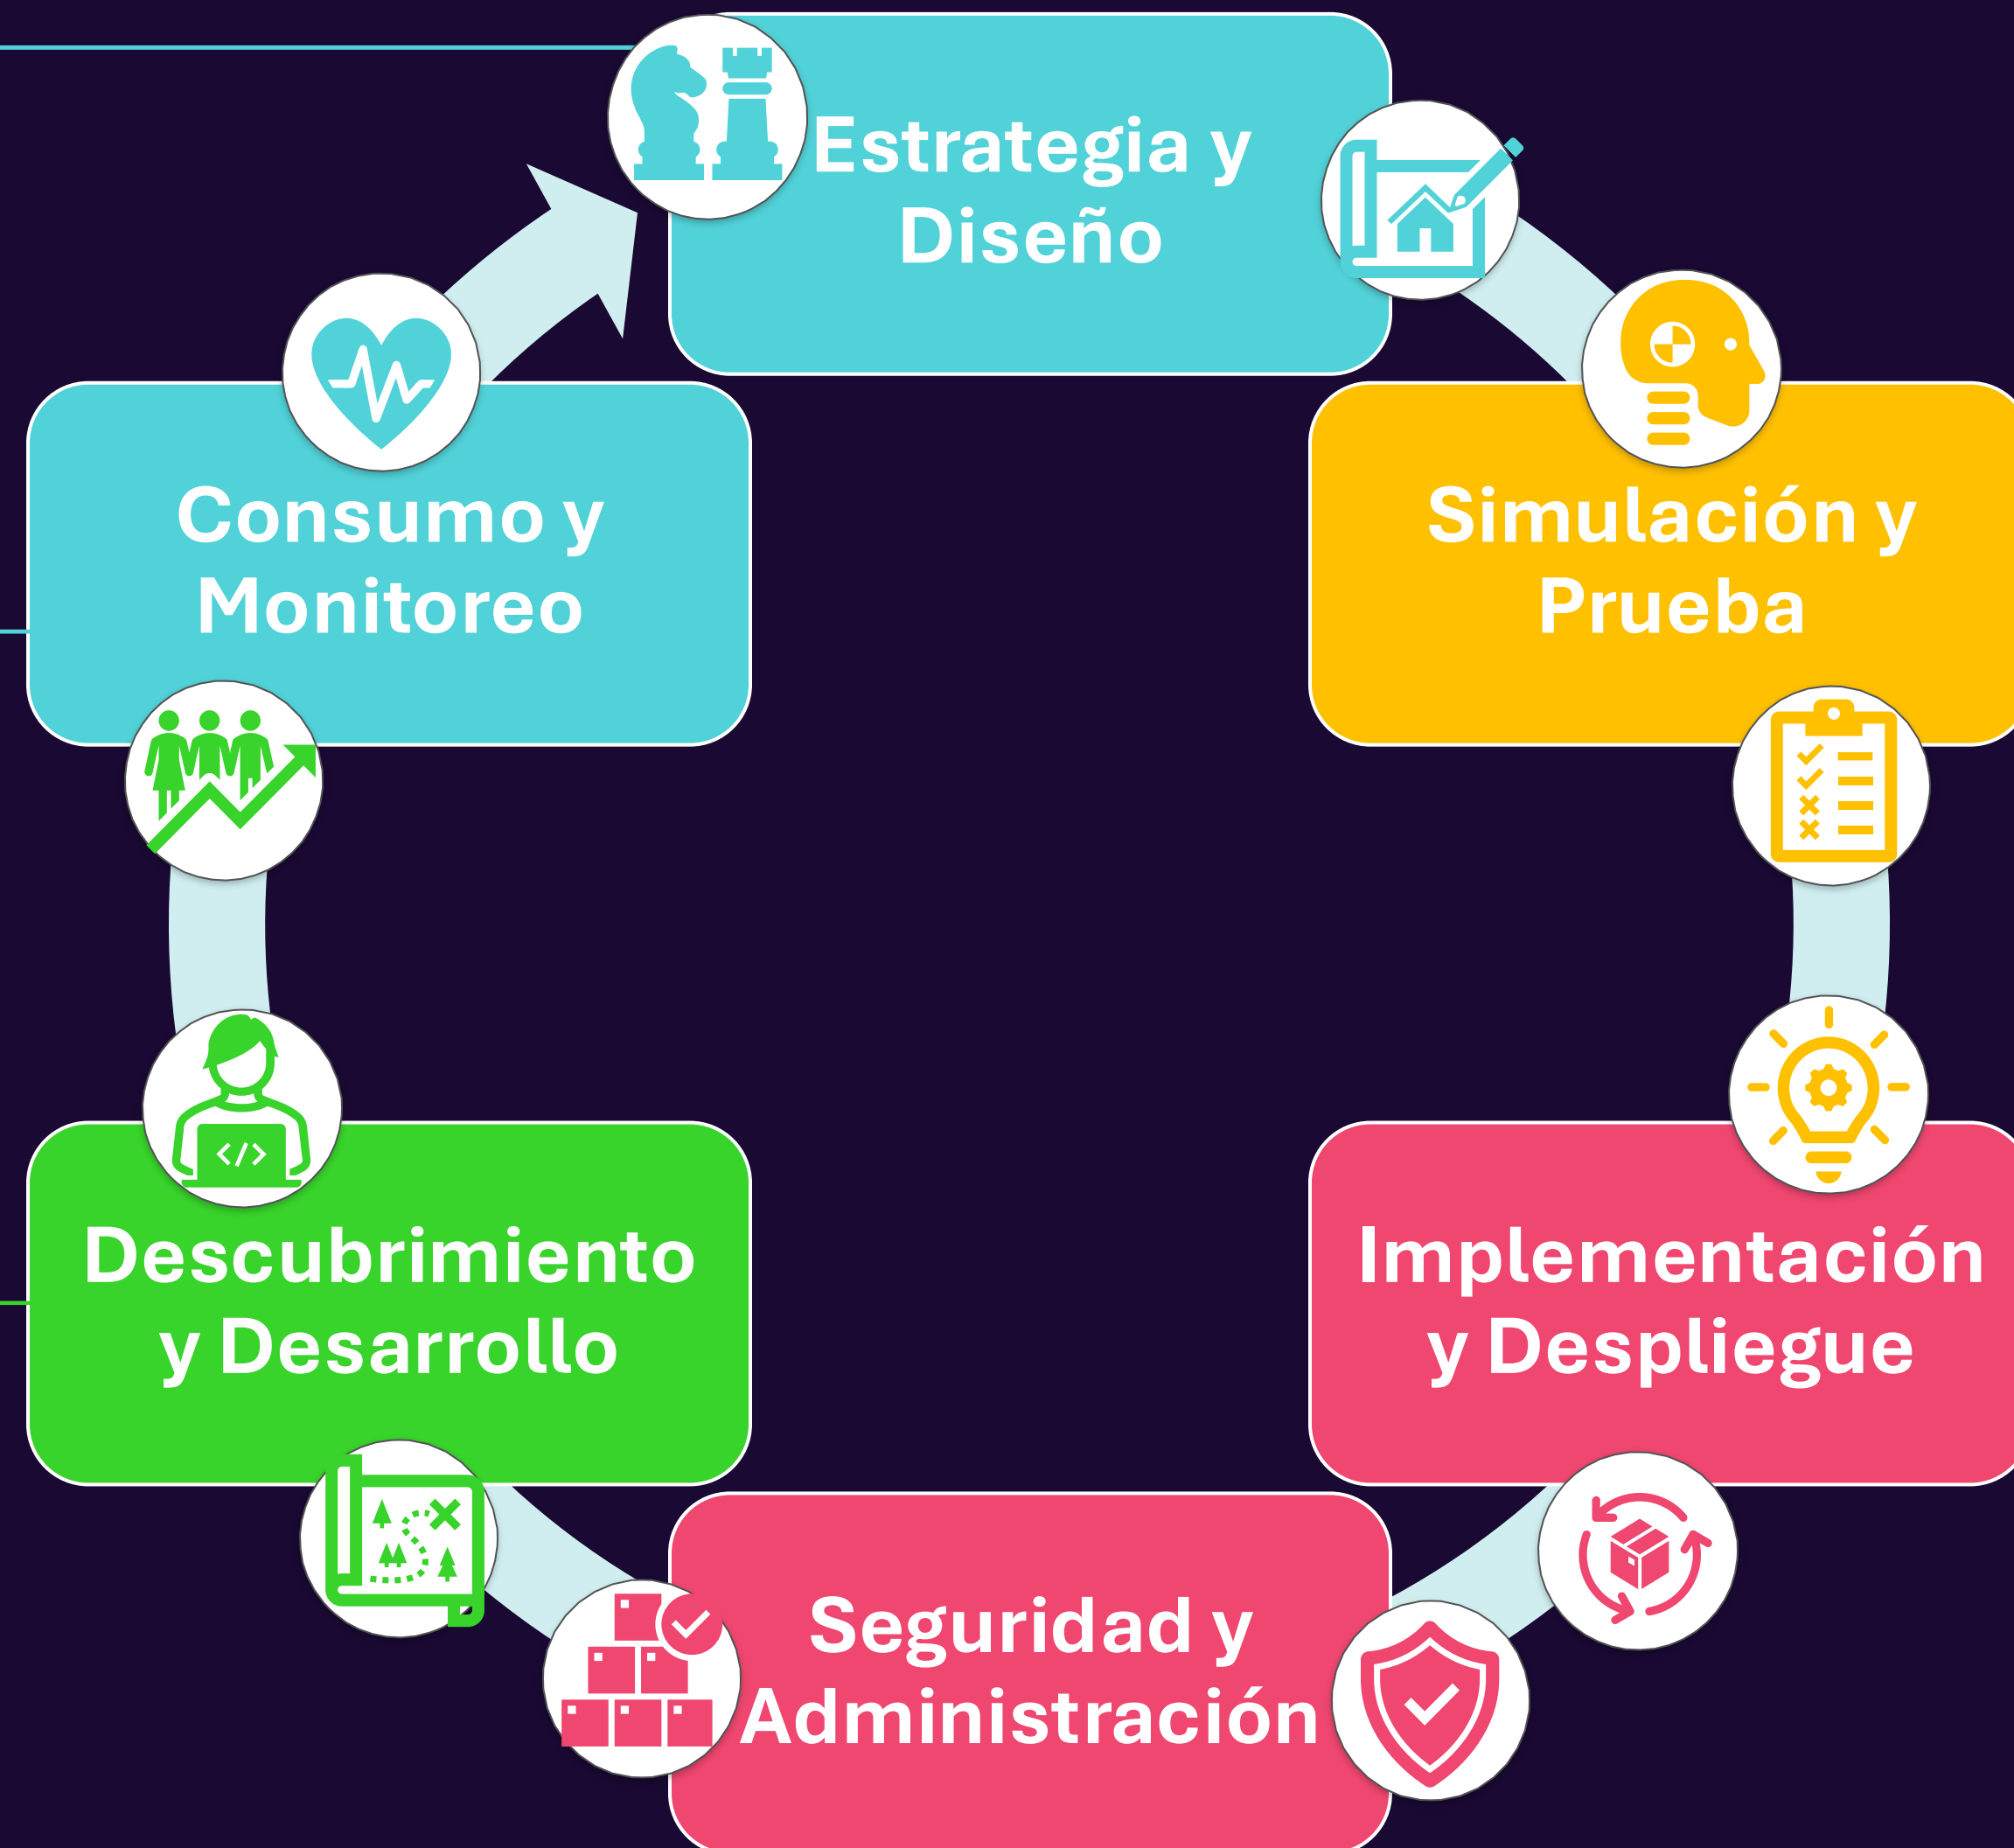 Estrategia y
Diseño
Consumo y
Monitoreo
Simulación y
Prueba
Descubrimiento
y Desarrollo
Implementación
y Despliegue
Seguridad y
Administración